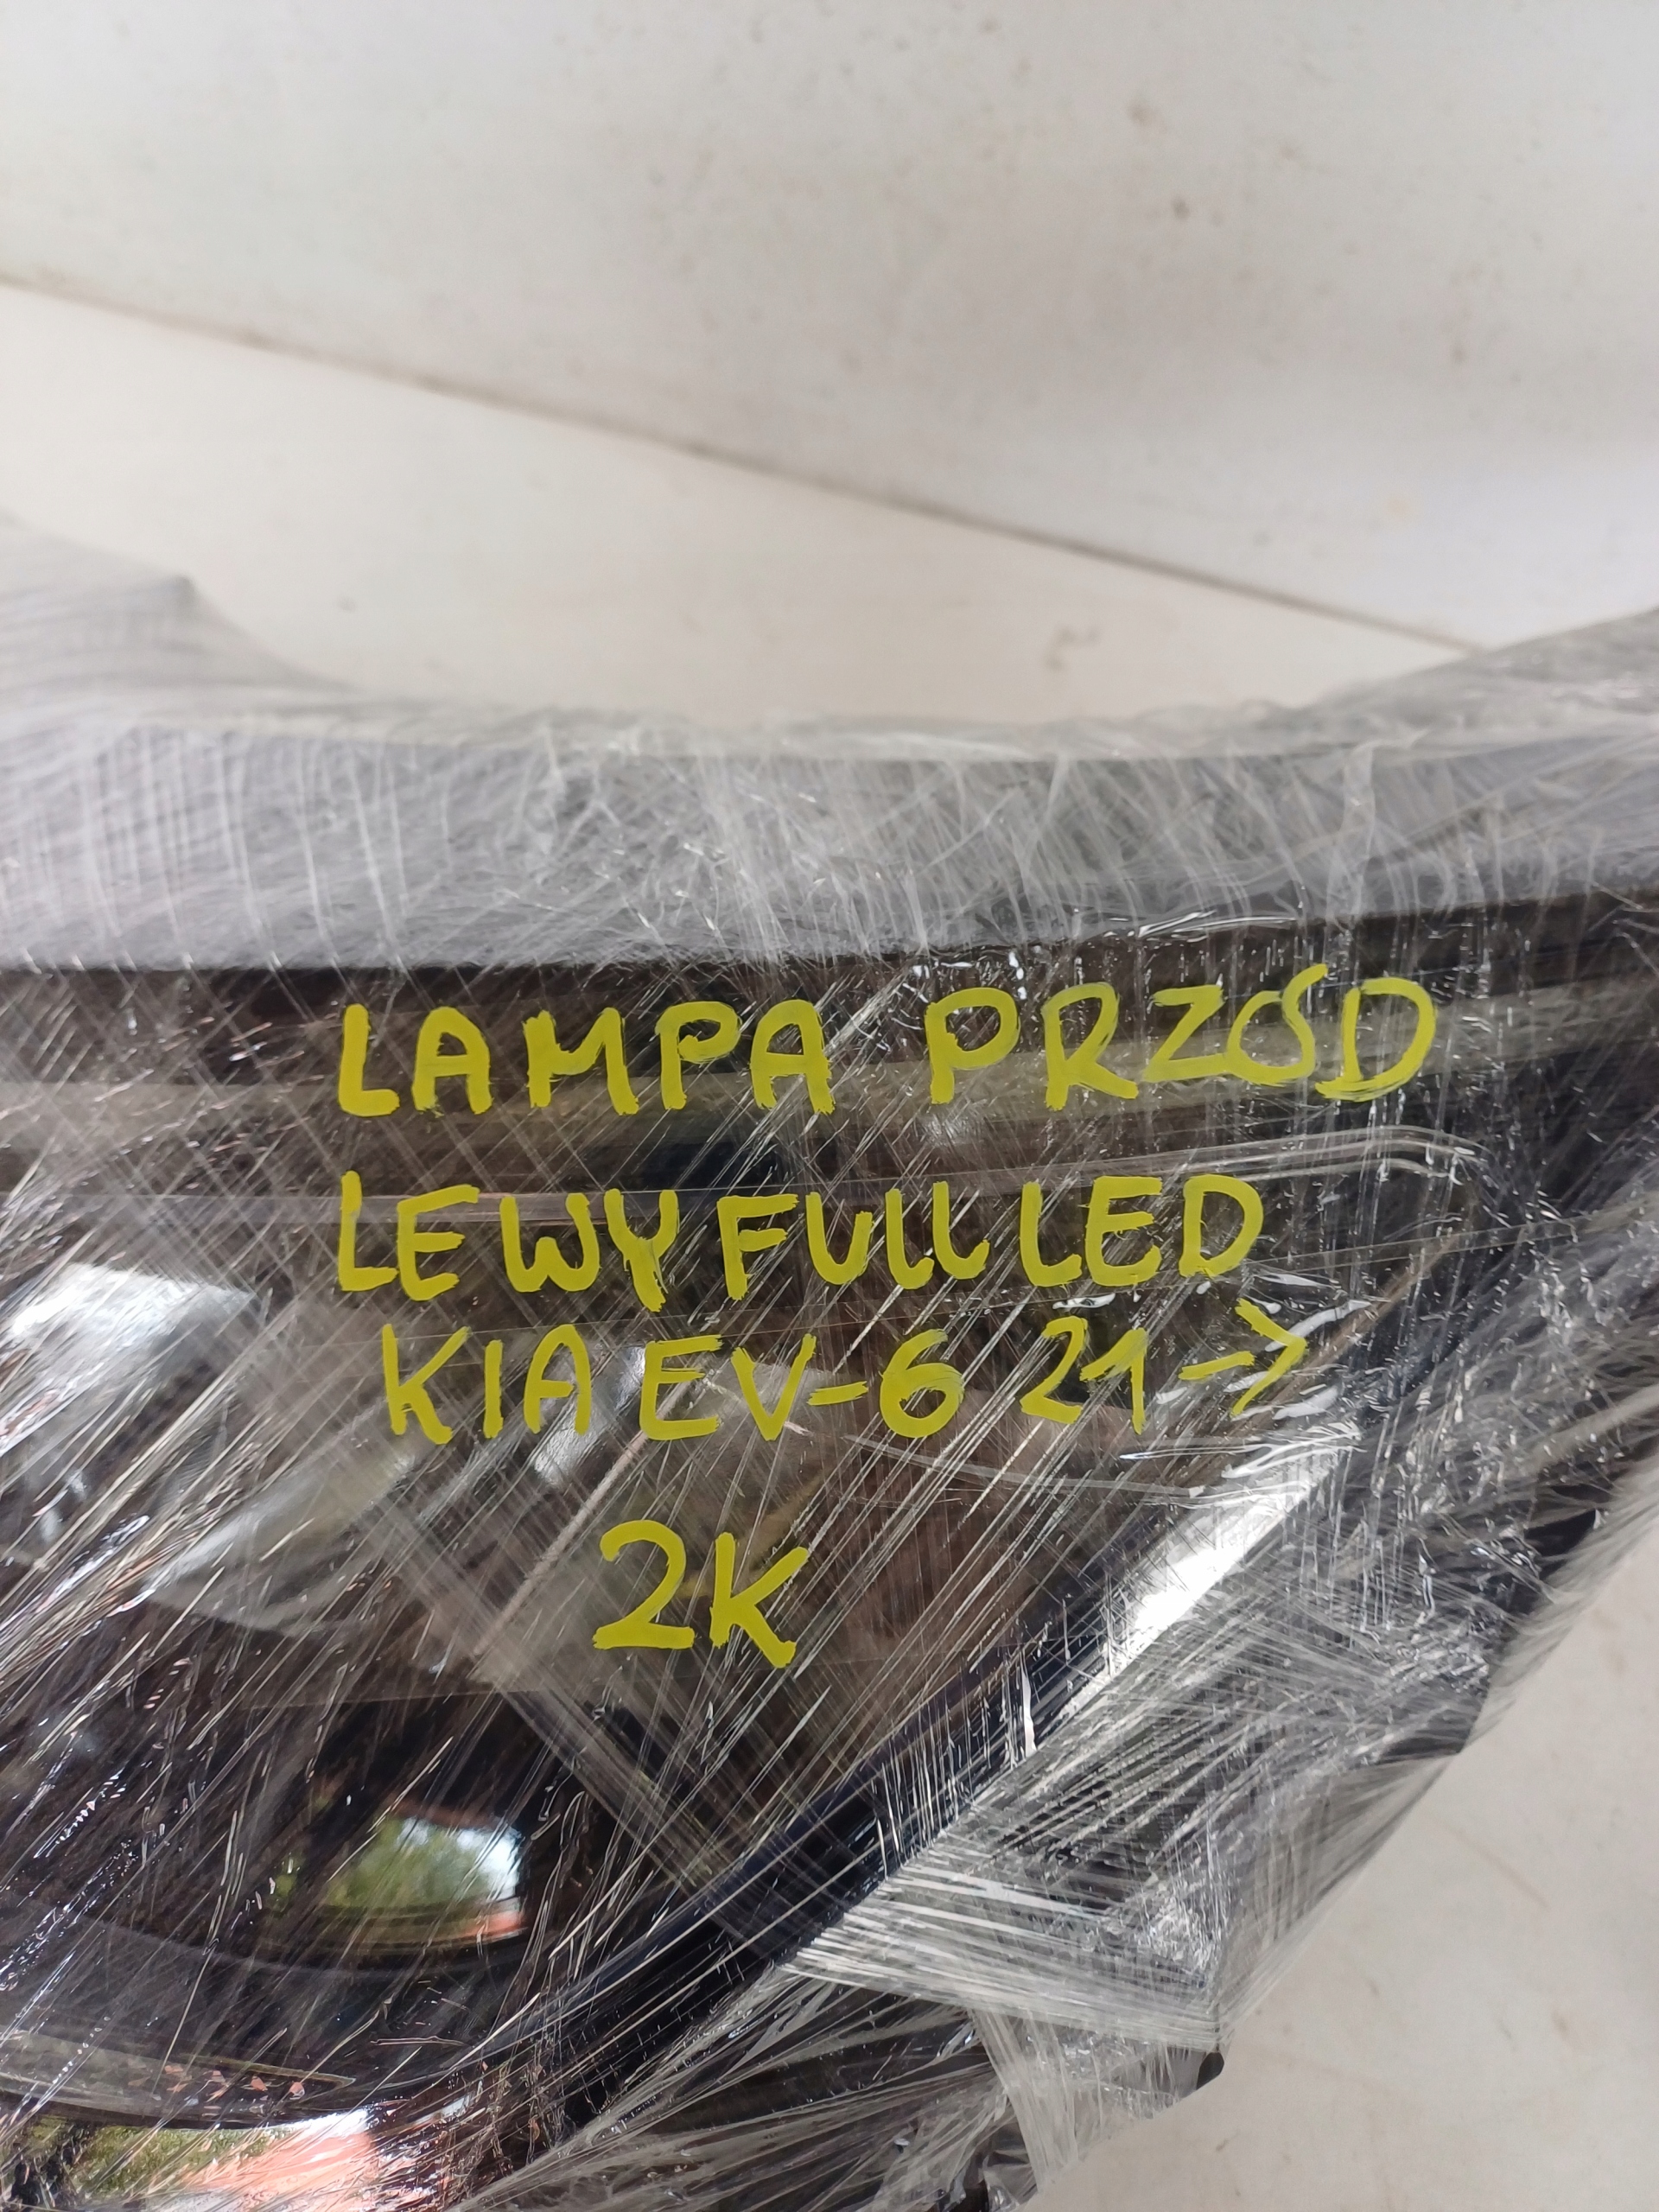 LAMPA PRZÓD
LEWY FULL LED
KIA EV-6 21->
2K